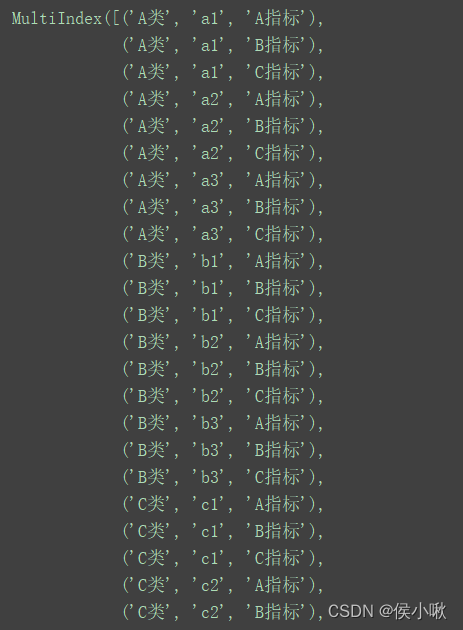 MultiIndex([('A类', 'a1', 'A指标'),
('A类', 'a1', 'B指标'),
('A类', 'a1', 'C指标'),
('A类', 'a2', 'A指标'),
('A类', 'a2', 'B指标'),
('A类', 'a2', 'C指标'),
('A类', 'a3', 'A指标'),
('A类', 'a3', 'B指标'),
('A类', 'a3', 'C指标'),
('B类', 'b1', 'A指标'),
('B类', 'b1', 'B指标'),
('B类', 'b1', 'C指标'),
('B类', 'b2', 'A指标'),
('B类', 'b2', 'B指标'),
('B类', 'b2', 'C指标'),
('B类', 'b3', 'A指标'),
('B类', 'b3', 'B指标'),
('B类', 'b3', 'C指标'),
('C类', 'c1', 'A指标'),
('C类', 'c1', 'B指标'),
('C类', 'c1', 'C指标'),
('C类', 'c2', 'A指标'),
('C类', 'c2', 'B指标'),
CSDN @侯小啾